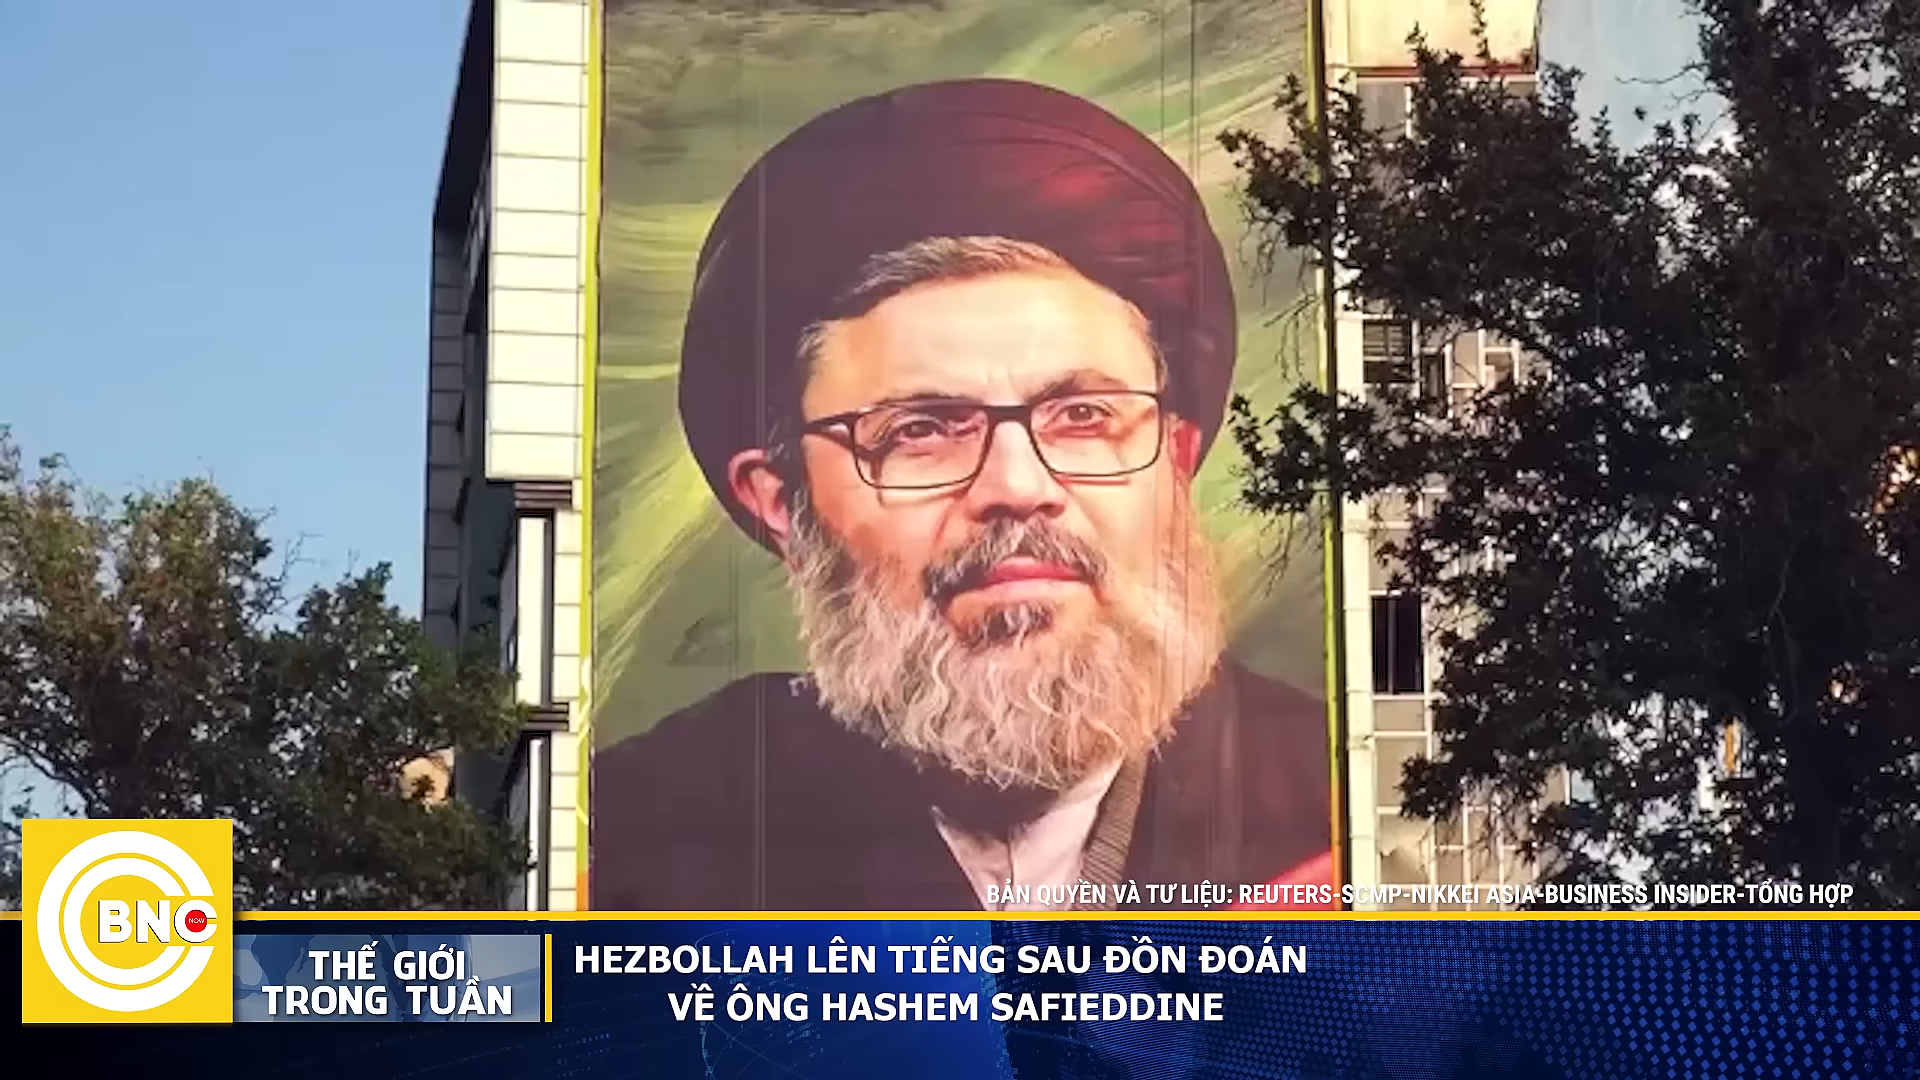 BẢN QUYỀN VÀ TƯ LIỆU: REUTERS-SCMP-NIKKEI ASIA-BUSINESS INSIDER-TỔNG HỢP
BNC
NOW
THẾ GIỚI
TRONG TUẦN
HEZBOLLAH LÊN TIẾNG SAU ĐỒN ĐOÁN
VỀ ÔNG HASHEM SAFIEDDINE